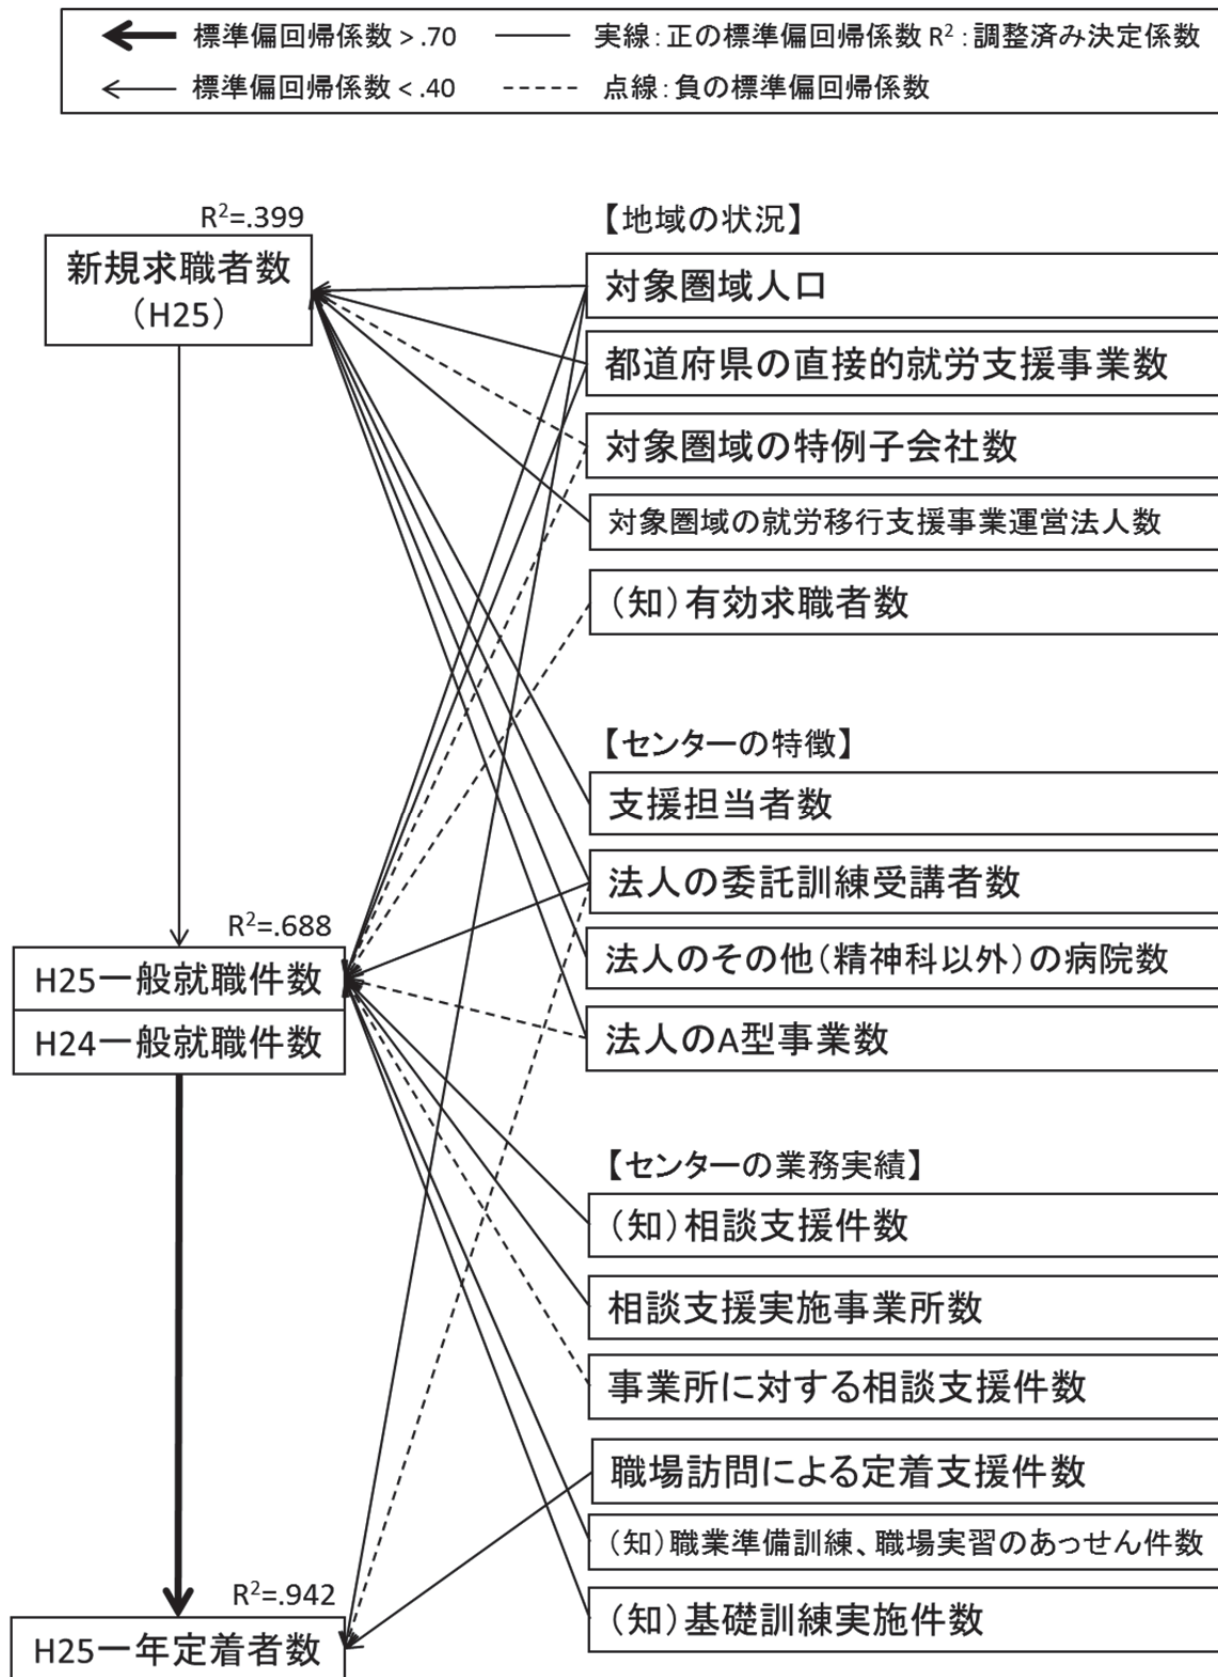 標準偏回帰係数 > .70 実線:正の標準偏回帰係数 R²:調整済み決定係数
標準偏回帰係数 < .40 点線:負の標準偏回帰係数
R²=.399
新規求職者数
(H25)
R²=.688
H25一般就職件数
H24一般就職件数
R²=.942
H25一年定着者数
【地域の状況】
対象圏域人口
都道府県の直接的就労支援事業数
対象圏域の特例子会社数
対象圏域の就労移行支援事業運営法人数
(知)有効求職者数
【センターの特徴】
支援担当者数
法人の委託訓練受講者数
法人のその他(精神科以外)の病院数
法人のA型事業数
【センターの業務実績】
(知)相談支援件数
相談支援実施事業所数
事業所に対する相談支援件数
職場訪問による定着支援件数
(知)職業準備訓練、職場実習のあっせん件数
(知)基礎訓練実施件数